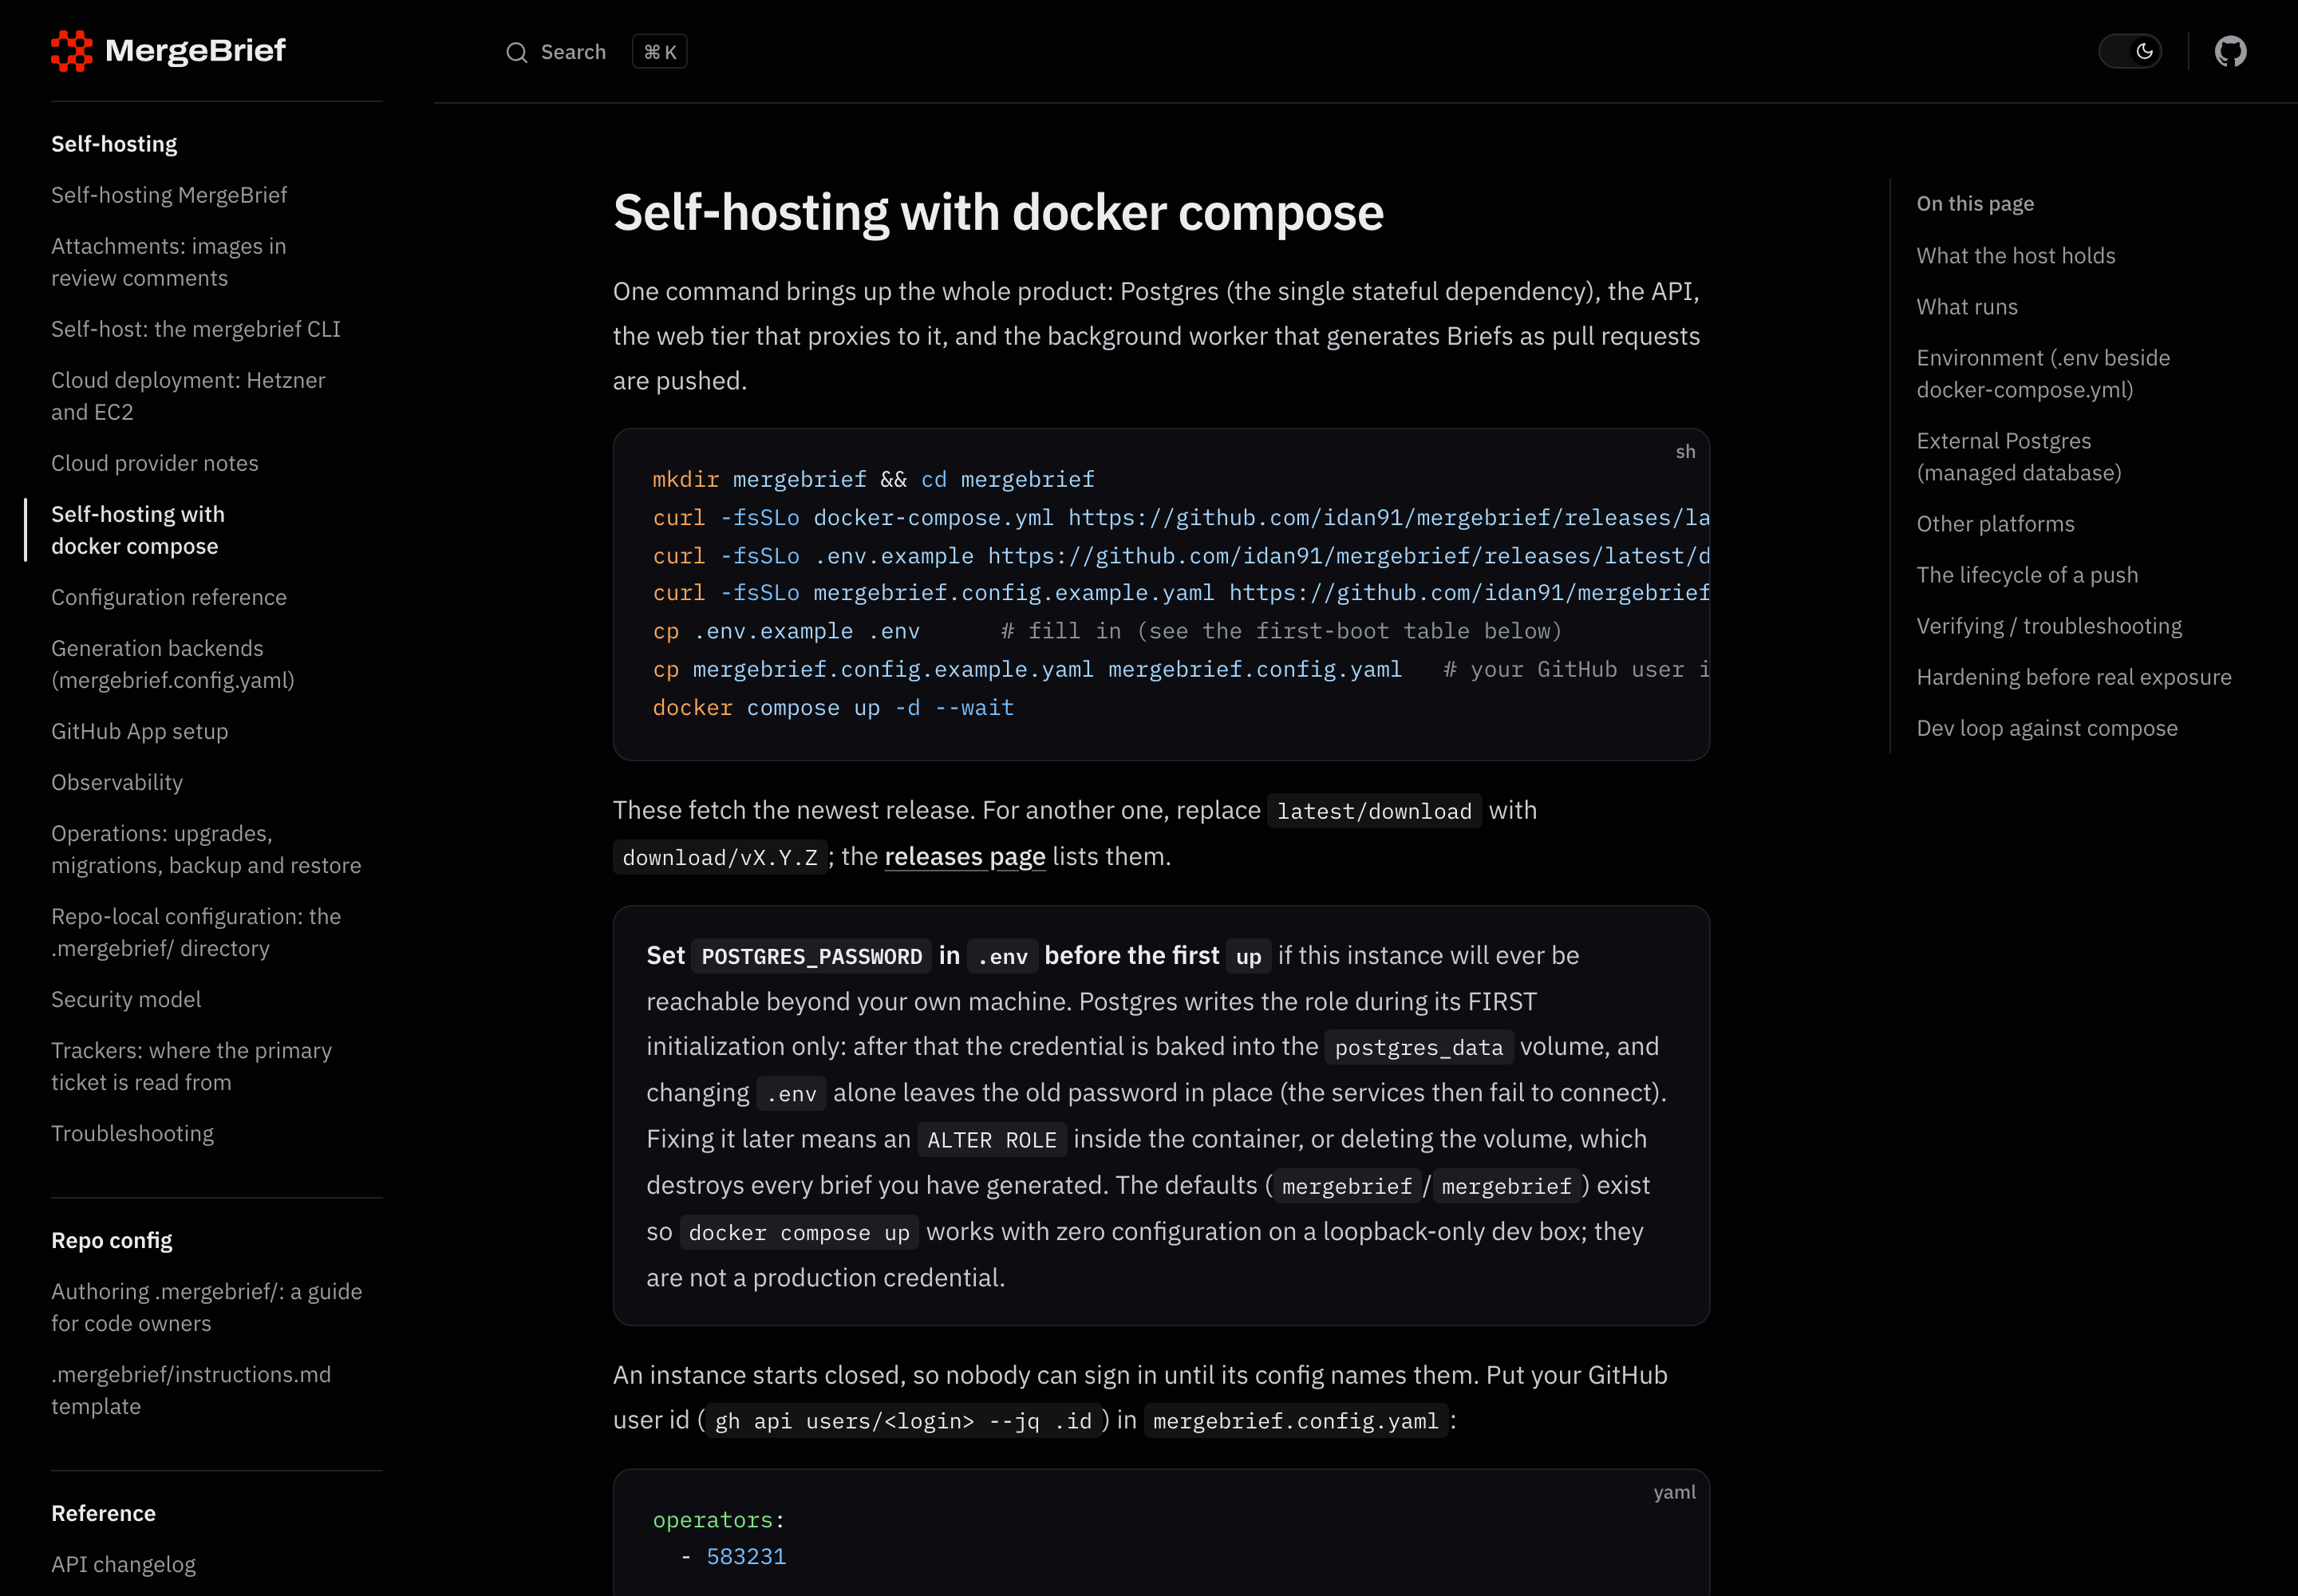 MergeBrief
Search
⌘ K
Self-hosting
Self-hosting MergeBrief
Attachments: images in
review comments
Self-host: the mergebrief CLI
Cloud deployment: Hetzner
and EC2
Cloud provider notes
Self-hosting with
docker compose
Configuration reference
Generation backends
(mergebrief.config.yaml)
GitHub App setup
Observability
Operations: upgrades,
migrations, backup and restore
Repo-local configuration: the
.mergebrief/ directory
Security model
Trackers: where the primary
ticket is read from
Troubleshooting
Repo config
Authoring .mergebrief/: a guide
for code owners
.mergebrief/instructions.md
template
Reference
API changelog
Self-hosting with docker compose
One command brings up the whole product: Postgres (the single stateful dependency), the API,
the web tier that proxies to it, and the background worker that generates Briefs as pull requests
are pushed.
sh
mkdir mergebrief && cd mergebrief
curl -fsSLo docker-compose.yml https://github.com/idan91/mergebrief/releases/la
curl -fsSLo .env.example https://github.com/idan91/mergebrief/releases/latest/d
curl -fsSLo mergebrief.config.example.yaml https://github.com/idan91/mergebrief
cp .env.example .env      # fill in (see the first-boot table below)
cp mergebrief.config.example.yaml mergebrief.config.yaml   # your GitHub user i
docker compose up -d --wait
These fetch the newest release. For another one, replace latest/download with
download/vX.Y.Z; the releases page lists them.
Set POSTGRES_PASSWORD in .env before the first up if this instance will ever be
reachable beyond your own machine. Postgres writes the role during its FIRST
initialization only: after that the credential is baked into the postgres_data volume, and
changing .env alone leaves the old password in place (the services then fail to connect).
Fixing it later means an ALTER ROLE inside the container, or deleting the volume, which
destroys every brief you have generated. The defaults (mergebrief/mergebrief) exist
so docker compose up works with zero configuration on a loopback-only dev box; they
are not a production credential.
An instance starts closed, so nobody can sign in until its config names them. Put your GitHub
user id (gh api users/<login> --jq .id) in mergebrief.config.yaml:
yaml
operators:
  - 583231
On this page
What the host holds
What runs
Environment (.env beside
docker-compose.yml)
External Postgres
(managed database)
Other platforms
The lifecycle of a push
Verifying / troubleshooting
Hardening before real exposure
Dev loop against compose